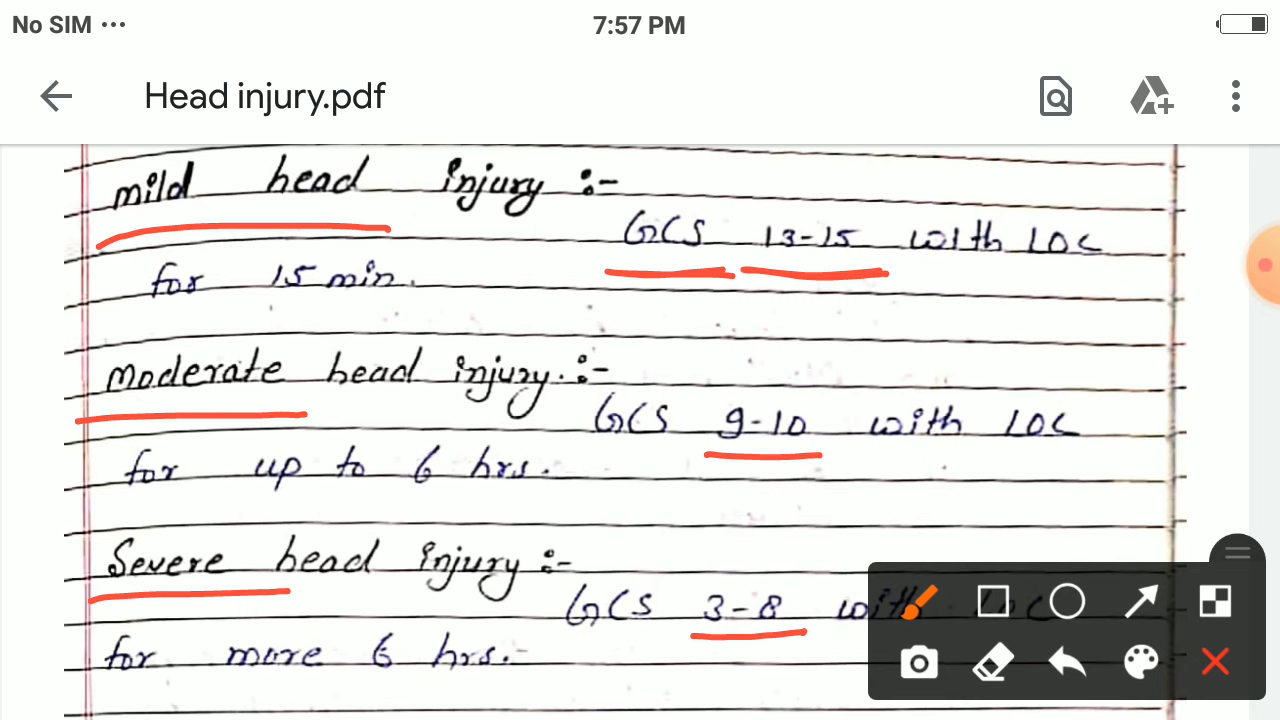 No SIM ...
7:57 PM
Head injury.pdf
mild head injury :-
GCS 13-15 with LOC
for 15 min.
Moderate head injury. :-
GCS 9-10 with LOC
for up to 6 hrs.
Severe head injury :-
GCS 3-8 with LOC
for more 6 hrs.-